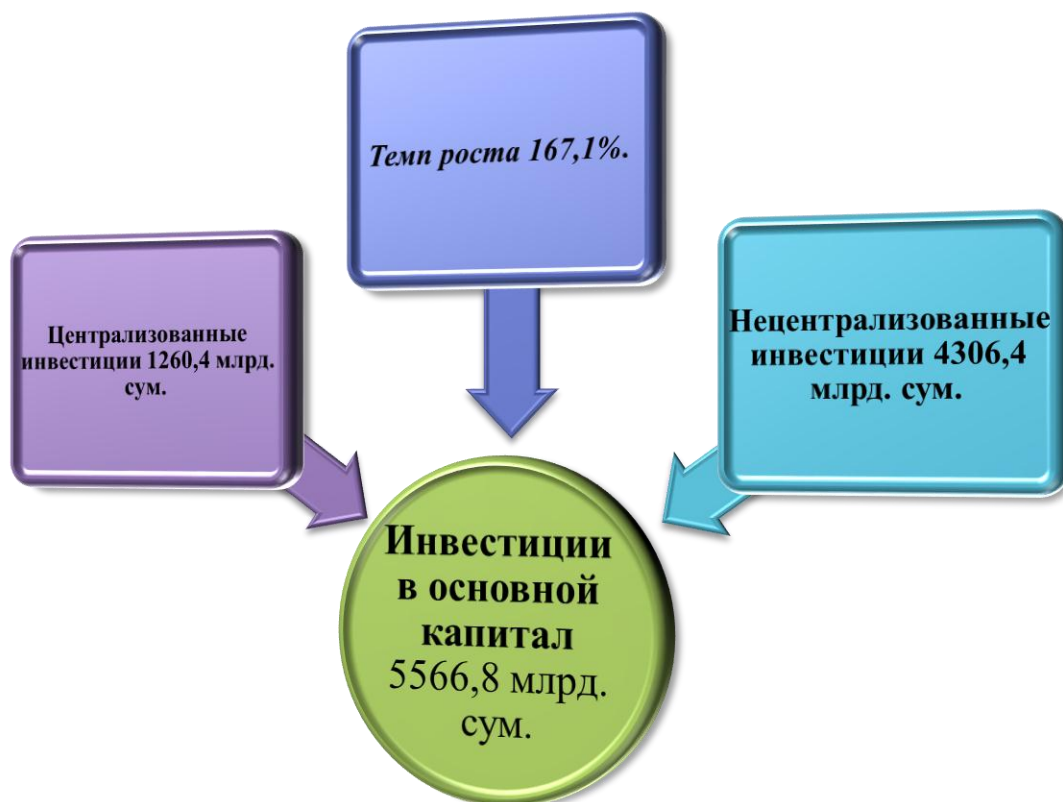 Темп роста 167,1%.
Централизованные
инвестиции 1260,4 млрд.
сум.
Нецентрализованные
инвестиции 4306,4
млрд. сум.
Инвестиции
в основной
капитал
5566,8 млрд.
сум.